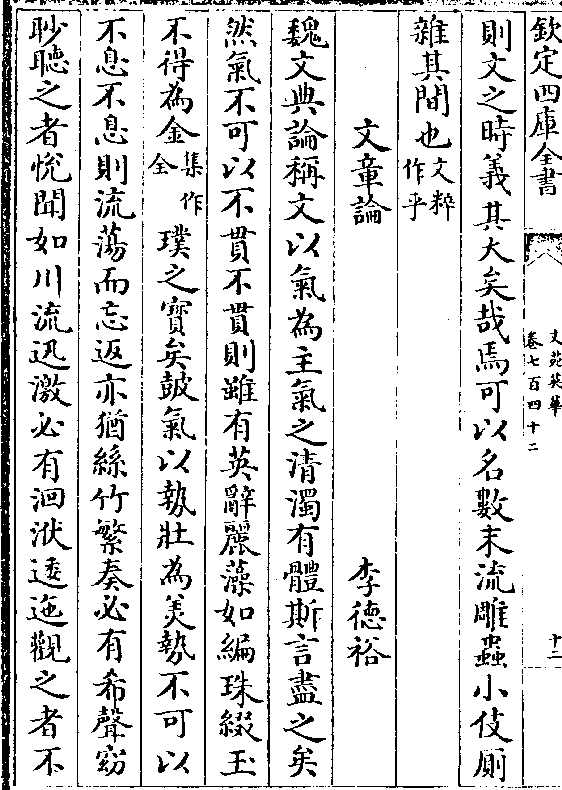 欽定四庫全書
文苑英華
卷七百四十二
十二
則文之時義其大矣哉焉可以名數末流雕蟲小伎厠
雜其間也文粹作乎
文章論 李德裕
魏文典論稱文以氣為主氣之清濁有體斯言盡之矣
然氣不可以不貫不貫則雖有英辭麗藻如編珠綴玉
不得為金集作全璞之寶矣皷氣以埶壯為美勢不可以
不息不息則流蕩而忘返亦猶絲竹繁奏必有希聲窈
眇聽之者悅聞如川流迅激必有洄洑逶迤觀之者不